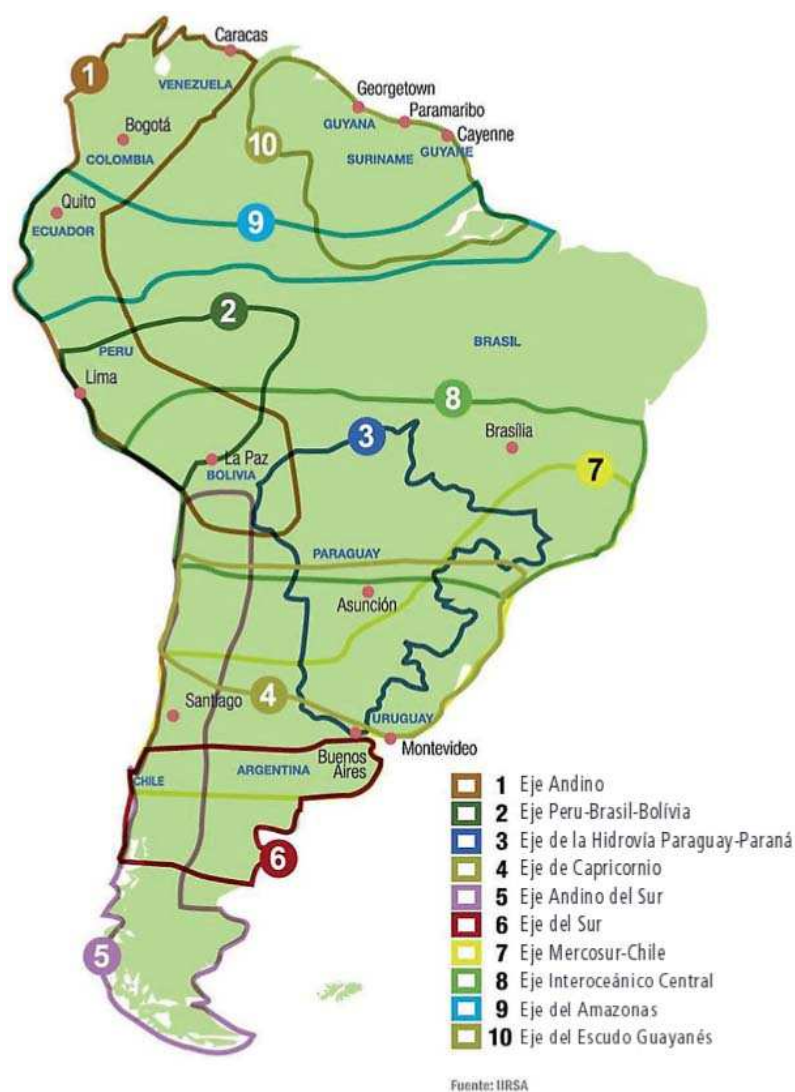 Caracas
1
VENEZUELA
Georgetown
Paramaribo
Bogotá
GUYANA
Cayenne
10
COLOMBIA
SURINAME
GUYANE
Quito
9
ECUADOR
2
BRASIL
PERU
Lima
8
3
Brasília
La Paz
7
BOLIVIA
PARAGUAY
Asunción
4
Santiago
URUGUAY
Buenos
Aires
Montevideo
CHILE
ARGENTINA
6
5
1 Eje Andino
2 Eje Peru-Brasil-Bolívia
3 Eje de la Hidrovía Paraguay-Paraná
4 Eje de Capricornio
5 Eje Andino del Sur
6 Eje del Sur
7 Eje Mercosur-Chile
8 Eje Interoceánico Central
9 Eje del Amazonas
10 Eje del Escudo Guayanés
Fuente: IIRSA